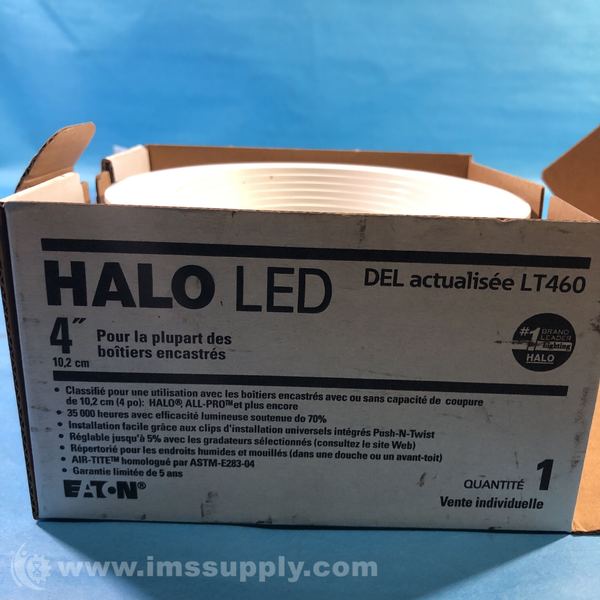 HALO LED
DEL actualisée LT460
4″
10,2 cm
Pour la plupart des
boîtiers encastrés
#1 BRAND
LEADER
lighting
HALO
• Classifié pour une utilisation avec les boîtiers encastrés avec ou sans capacité de coupure
de 10,2 cm (4 po): HALO® ALL-PRO™ et plus encore
• 35 000 heures avec efficacité lumineuse soutenue de 70%
• Installation facile grâce aux clips d'installation universels intégrés Push-N-Twist
• Réglable jusqu'à 5% avec les gradateurs sélectionnés (consultez le site Web)
• Répertorié pour les endroits humides et mouillés (dans une douche ou un avant-toit)
• AIR-TITE™ homologué par ASTM-E283-04
• Garantie limitée de 5 ans
EATON®
QUANTITÉ 1
Vente individuelle
www.imssupply.com